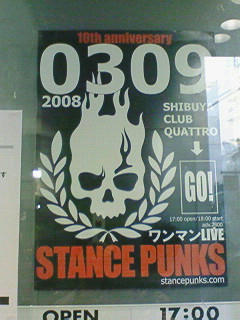 10th anniversary
0309
2008
SHIBUYA
CLUB
QUATTRO
GO!
17:00 open/18:00 start
ワンマンLIVE
STANCE PUNKS
stancepunks.com
OPEN 17:00